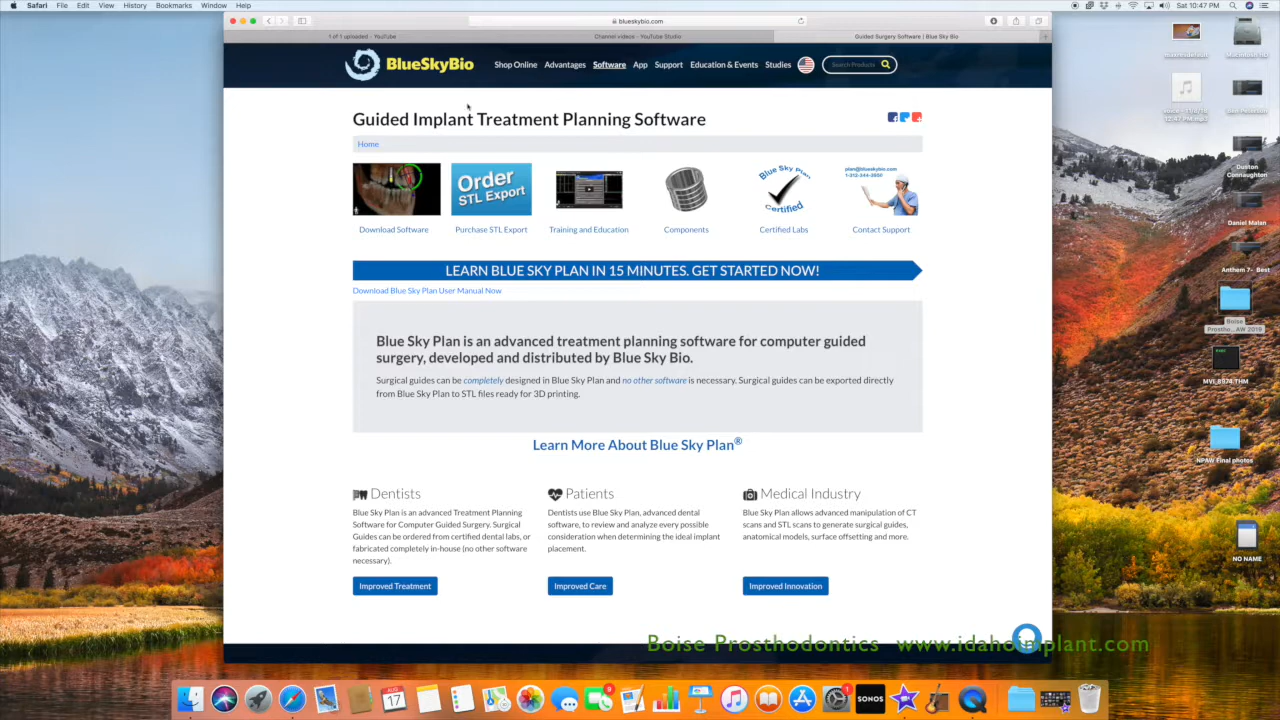 Safari File Edit View History Bookmarks Window Help
Sat 10:47 PM
blueskybio.com
1 of 1 uploaded - YouTube
Channel videos - YouTube Studio
Guided Surgery Software | Blue Sky Bio
BlueSkyBio
Shop Online Advantages Software App Support Education & Events Studies
Search Products
Guided Implant Treatment Planning Software
Home
Order
STL Export
Blue Sky Plan
Certified
plan@blueskybio.com
Download Software Purchase STL Export Training and Education Components Certified Labs Contact Support
LEARN BLUE SKY PLAN IN 15 MINUTES. GET STARTED NOW!
Download Blue Sky Plan User Manual Now
Blue Sky Plan is an advanced treatment planning software for computer guided
surgery, developed and distributed by Blue Sky Bio.
Surgical guides can be completely designed in Blue Sky Plan and no other software is necessary. Surgical guides can be exported directly
from Blue Sky Plan to STL files ready for 3D printing.
Learn More About Blue Sky Plan®
Dentists
Blue Sky Plan is an advanced Treatment Planning
Software for Computer Guided Surgery. Surgical
Guides can be ordered from certified dental labs, or
fabricated completely in-house (no other software
necessary).
Improved Treatment
Patients
Dentists use Blue Sky Plan, advanced dental
software, to review and analyze every possible
consideration when determining the ideal implant
placement.
Improved Care
Medical Industry
Blue Sky Plan allows advanced manipulation of CT
scans and STL scans to generate surgical guides,
anatomical models, surface offsetting and more.
Improved Innovation
Duston
Connaughton
Daniel Malen
Anthem 7- Best
Boise
Prostho...AW 2019
MVI_8974.THM
NPAW Final photos
NO NAME
Boise Prosthodontics www.idahoimplant.com
AUG
17
9
1
SONOS